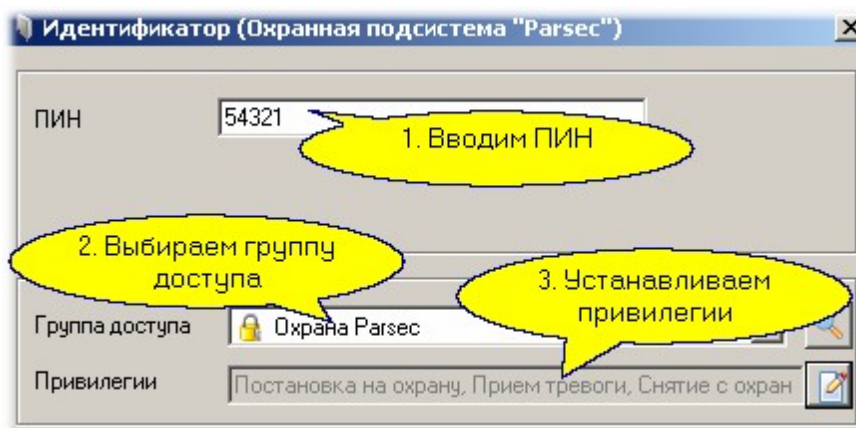 Идентификатор (Охранная подсистема "Parsec")
ПИН
54321
1. Вводим ПИН
2. Выбираем группу
доступа
3. Устанавливаем
привилегии
Группа доступа
Охрана Parsec
Привилегии
Постановка на охрану, Прием тревоги, Снятие с охран